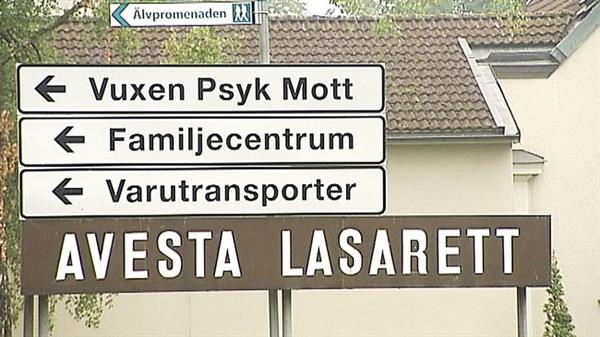 Älvpromenaden
Vuxen Psyk Mott
Familjecentrum
Varutransporter
AVESTA LASARETT